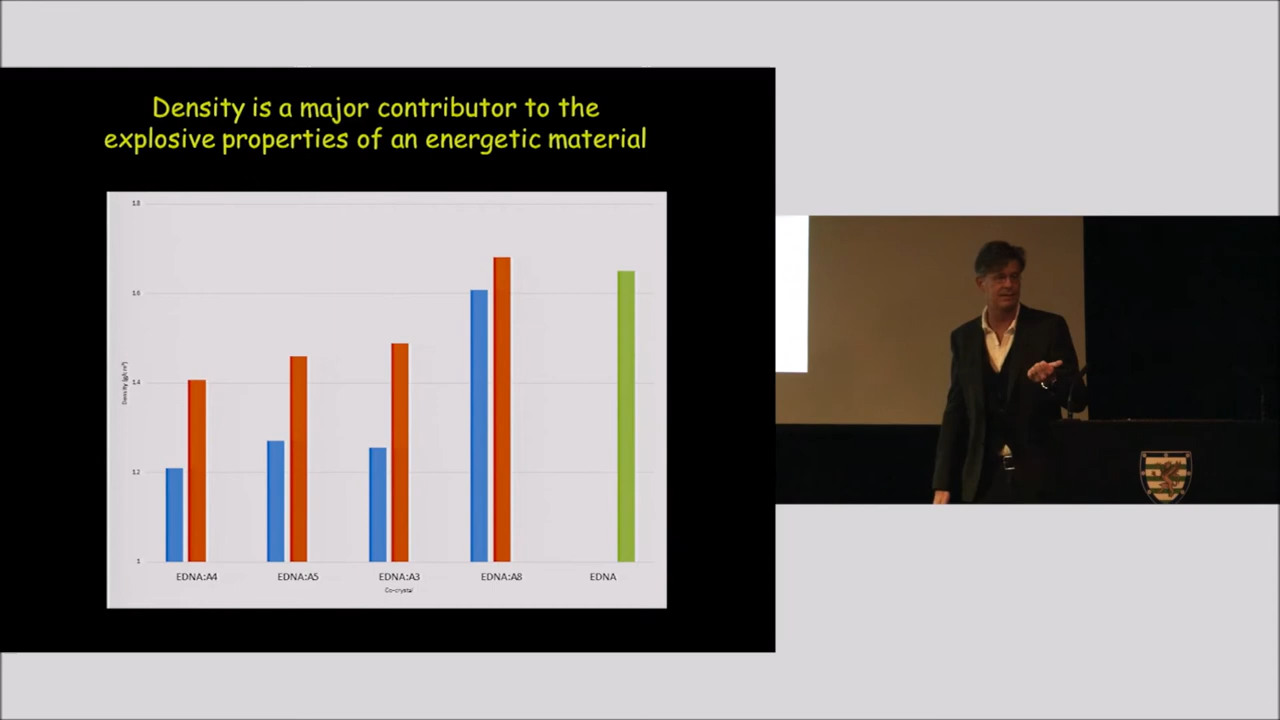 Density is a major contributor to the
explosive properties of an energetic material
1.8
1.6
1.4
1.2
1
EDNA:A4
EDNA:A5
EDNA:A3
EDNA:A8
EDNA
Co-crystal